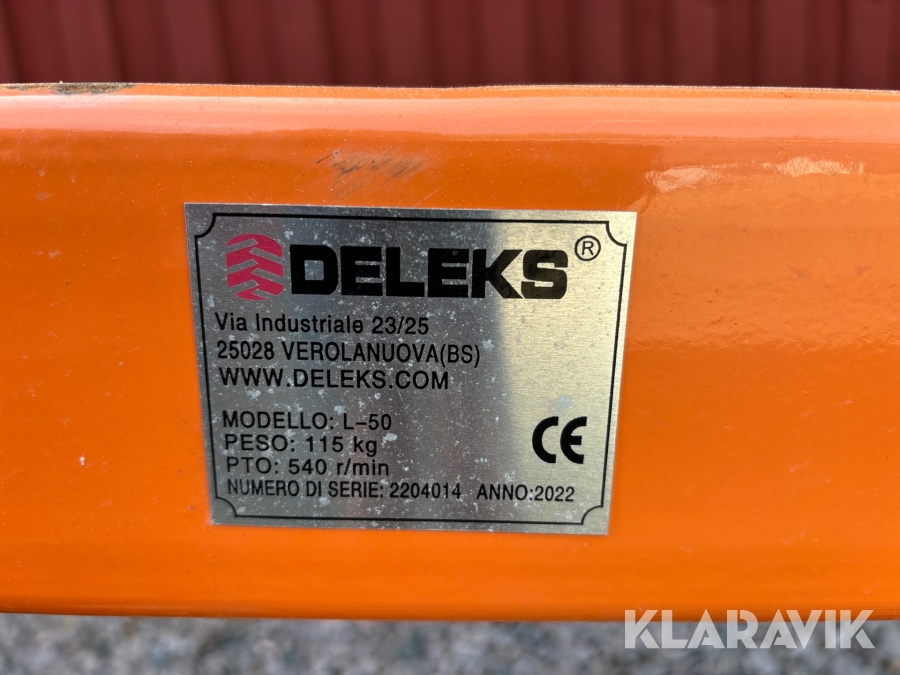 DELEKS®
Via Industriale 23/25
25028 VEROLANUOVA(BS)
WWW.DELEKS.COM
MODELLO: L-50
PESO: 115 kg
PTO: 540 r/min
NUMERO DI SERIE: 2204014 ANNO:2022
CE
KLARAVIK